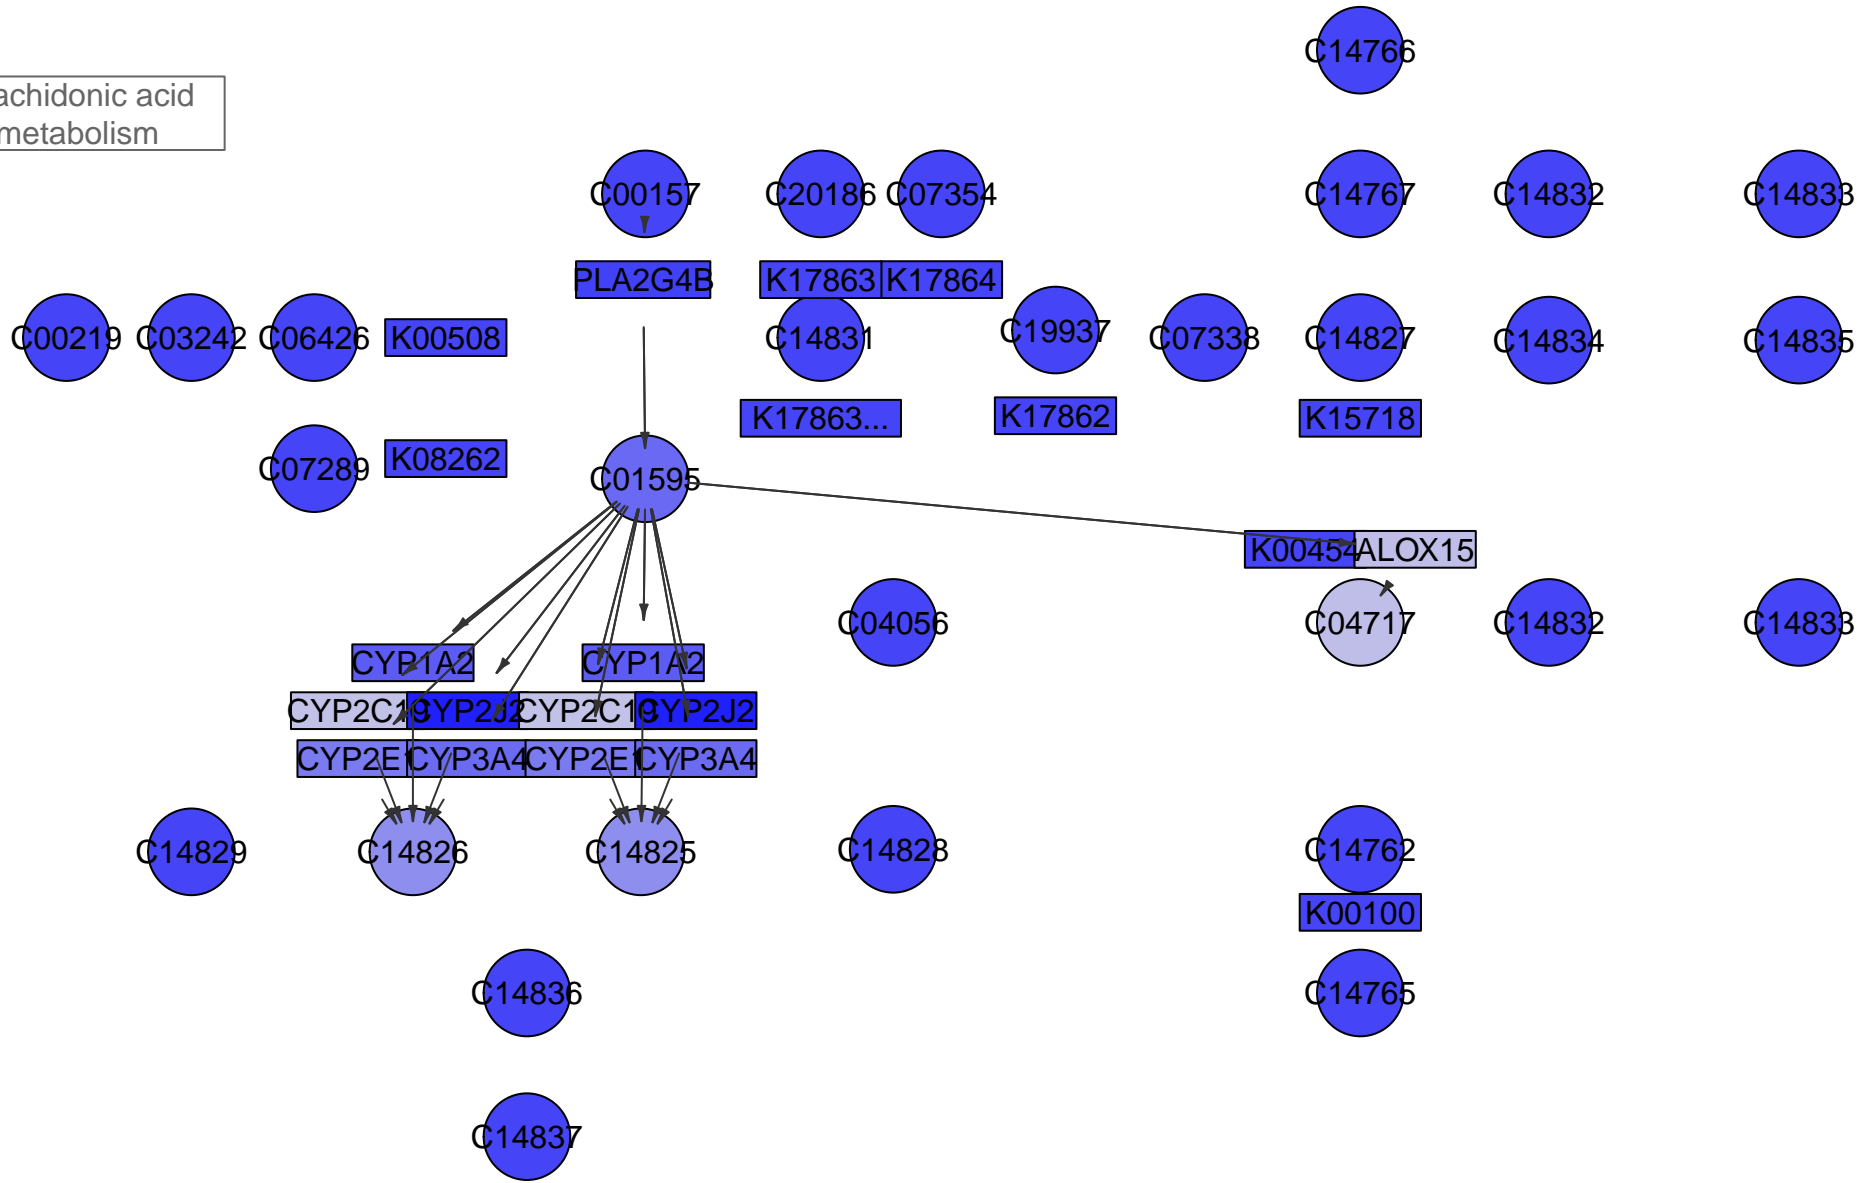 C14766
achidonic acid
metabolism
C00157
C20186
C07354
C14767
C14832
C14833
PLA2G4B
K17863
K17864
C00219
C03242
C06426
K00508
C14831
C19937
C07338
C14827
C14834
C14835
K17863...
K17862
K15718
C07289
K08262
C01595
K00454
ALOX15
C04056
C04717
C14832
C14833
CYP1A2
CYP1A2
CYP2C19
CYP2J2
CYP2C19
CYP2J2
CYP2E1
CYP3A4
CYP2E1
CYP3A4
C14829
C14826
C14825
C14828
C14762
K00100
C14836
C14765
C14837